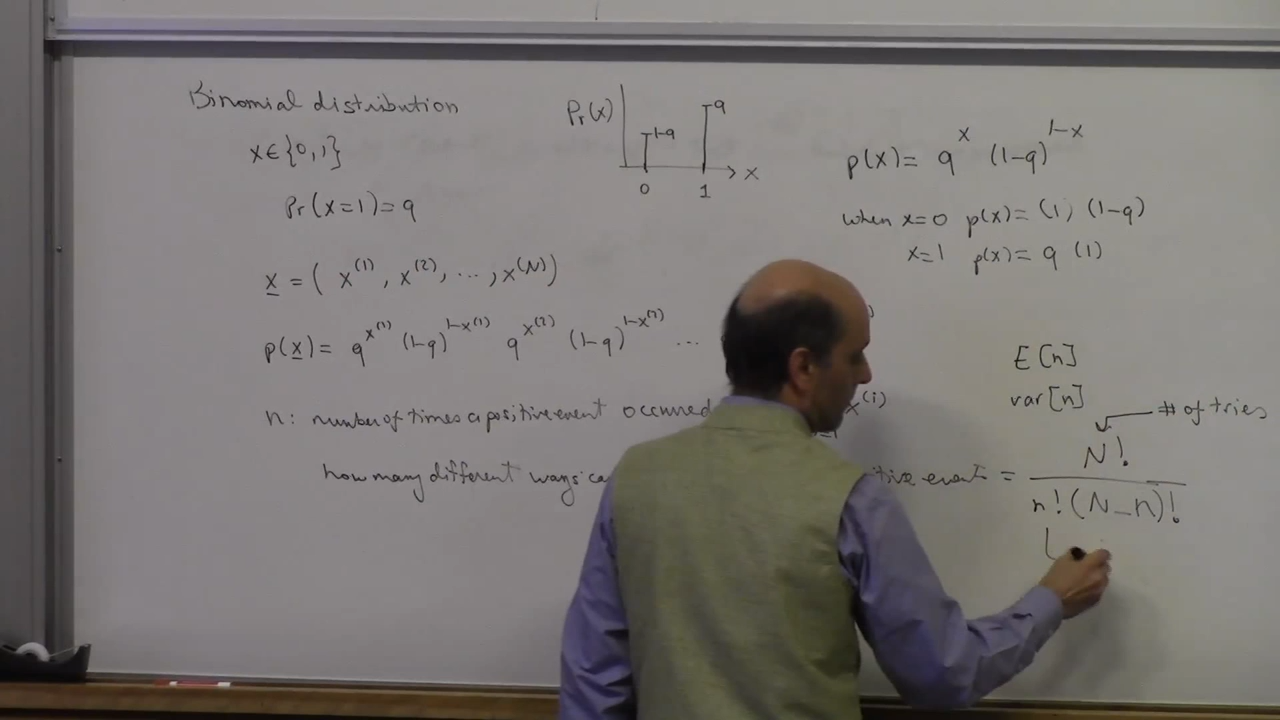 Binomial distribution
x∈{0,1}
Pr(x=1)=q
Pr(x)
1-q
q
0
1
x
p(x)= q^x (1-q)^{1-x}
when x=0 p(x)= (1) (1-q)
x=1 p(x)= q (1)
x = ( x^{(1)}, x^{(2)}, ..., x^{(N)})
p(x)= q^{x^{(1)}} (1-q)^{1-x^{(1)}} q^{x^{(2)}} (1-q)^{1-x^{(2)}} ...
E[n]
var[n]
n: number of times a positive event occurred x^{(i)}
# of tries
how many different ways event = N! / n!(N-n)!